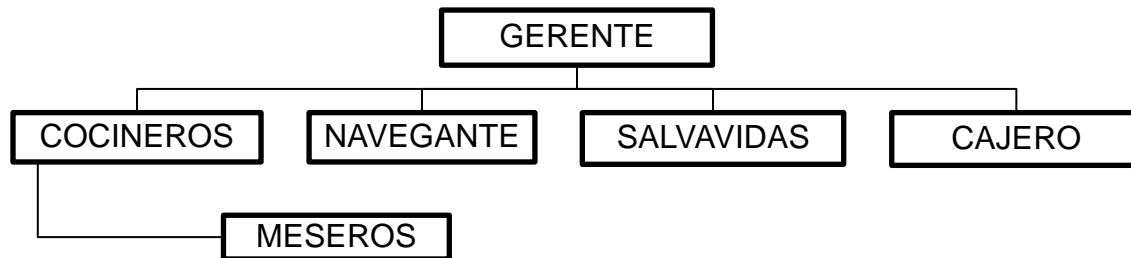 GERENTE
COCINEROS
NAVEGANTE
SALVAVIDAS
CAJERO
MESEROS